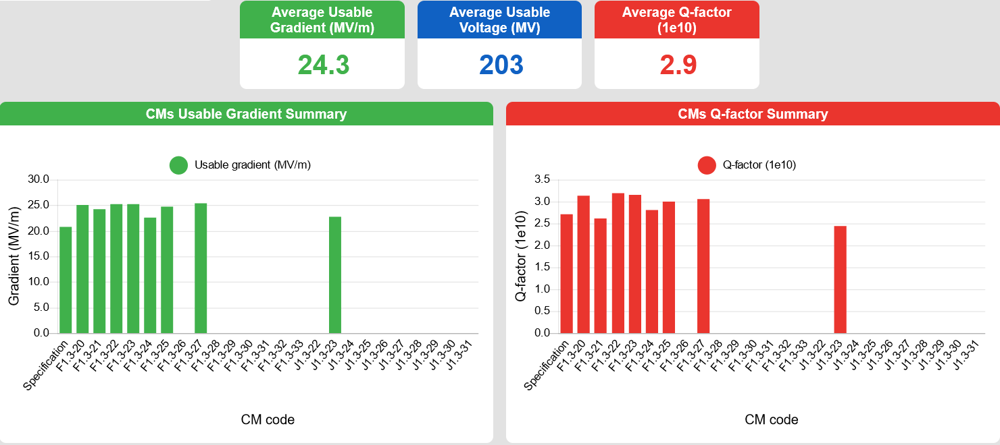 Average Usable
Gradient (MV/m)
24.3
Average Usable
Voltage (MV)
203
Average Q-factor
(1e10)
2.9
CMs Usable Gradient Summary
Usable gradient (MV/m)
Gradient (MV/m)
30.0
25.0
20.0
15.0
10.0
5.0
0.0
Specification
F1.3-20
F1.3-21
F1.3-22
F1.3-23
F1.3-24
F1.3-25
F1.3-26
F1.3-27
F1.3-28
F1.3-29
F1.3-30
F1.3-31
F1.3-32
F1.3-33
J1.3-22
J1.3-23
J1.3-24
J1.3-25
J1.3-26
J1.3-27
J1.3-28
J1.3-29
J1.3-30
J1.3-31
CM code
CMs Q-factor Summary
Q-factor (1e10)
Q-factor (1e10)
3.5
3.0
2.5
2.0
1.5
1.0
0.5
0.0
Specification
F1.3-20
F1.3-21
F1.3-22
F1.3-23
F1.3-24
F1.3-25
F1.3-26
F1.3-27
F1.3-28
F1.3-29
F1.3-30
F1.3-31
F1.3-32
F1.3-33
J1.3-22
J1.3-23
J1.3-24
J1.3-25
J1.3-26
J1.3-27
J1.3-28
J1.3-29
J1.3-30
J1.3-31
CM code